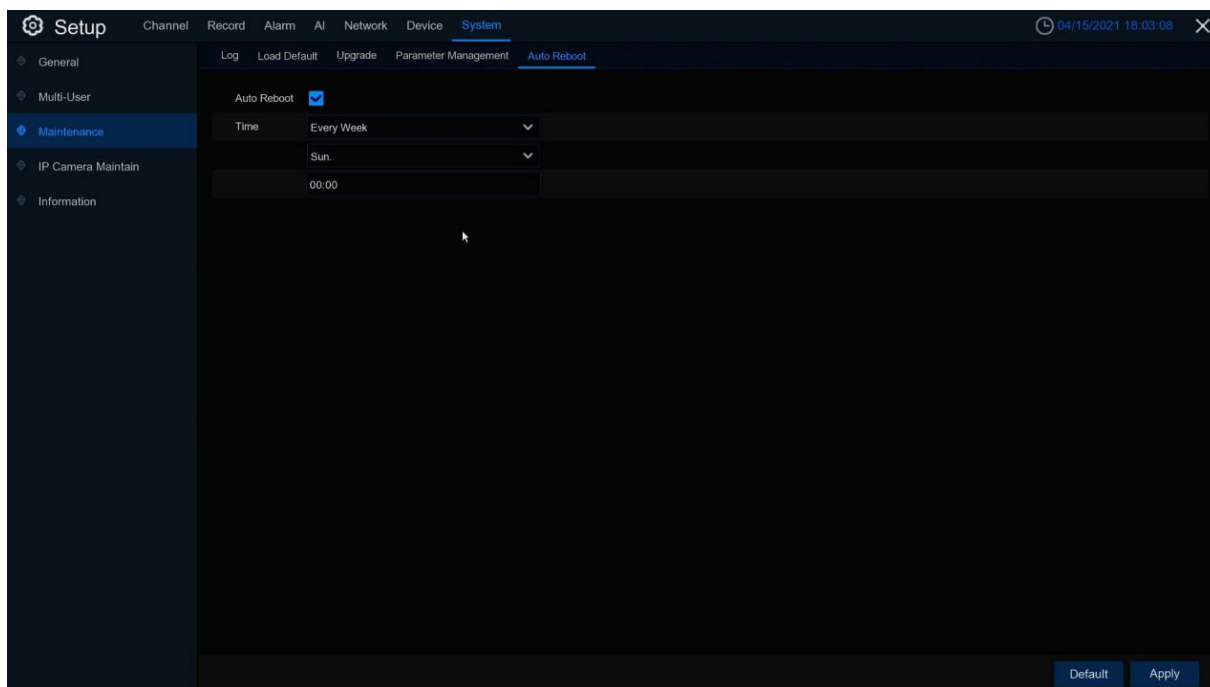 Setup Channel Record Alarm AI Network Device System 04/15/2021 18:03:08
Log Load Default Upgrade Parameter Management Auto Reboot
General
Multi-User
Maintenance
IP Camera Maintain
Information
Auto Reboot
Time Every Week
Sun.
00:00
Default Apply